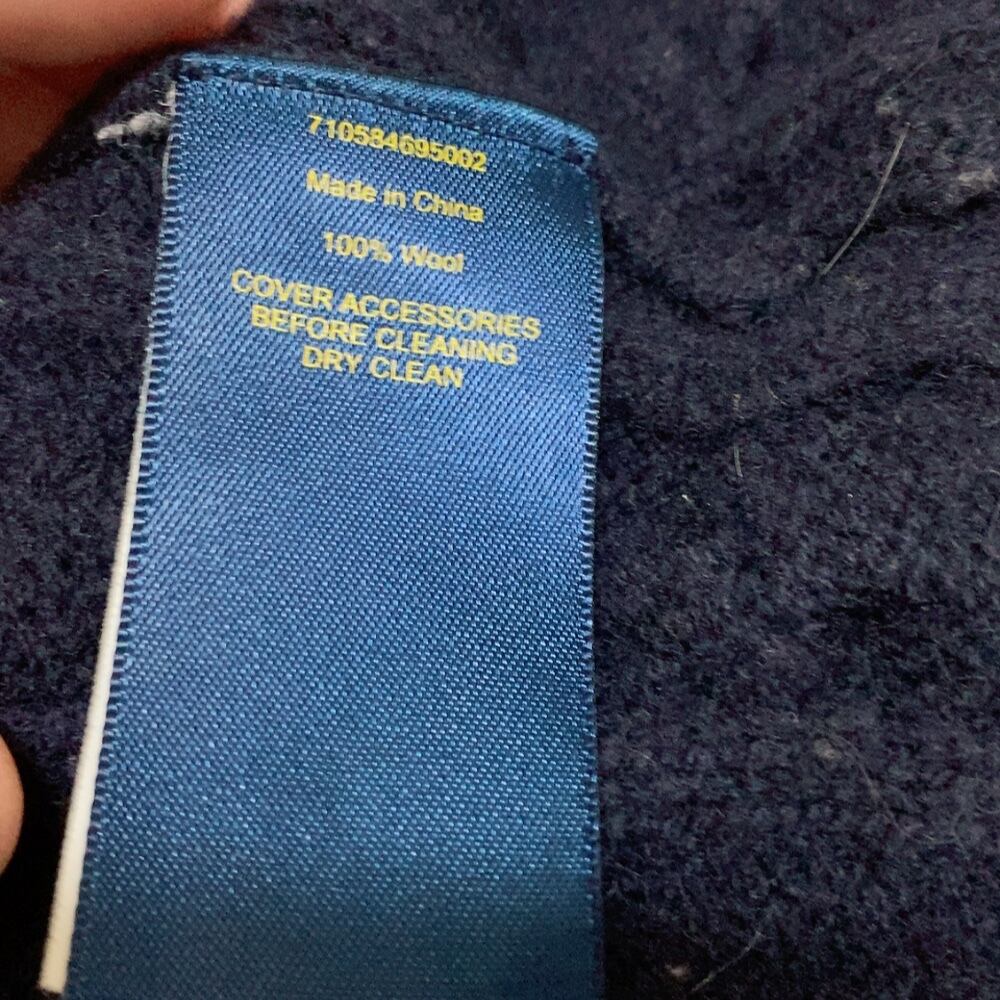 710584695002
Made in China
100% Wool
COVER ACCESSORIES
BEFORE CLEANING
DRY CLEAN